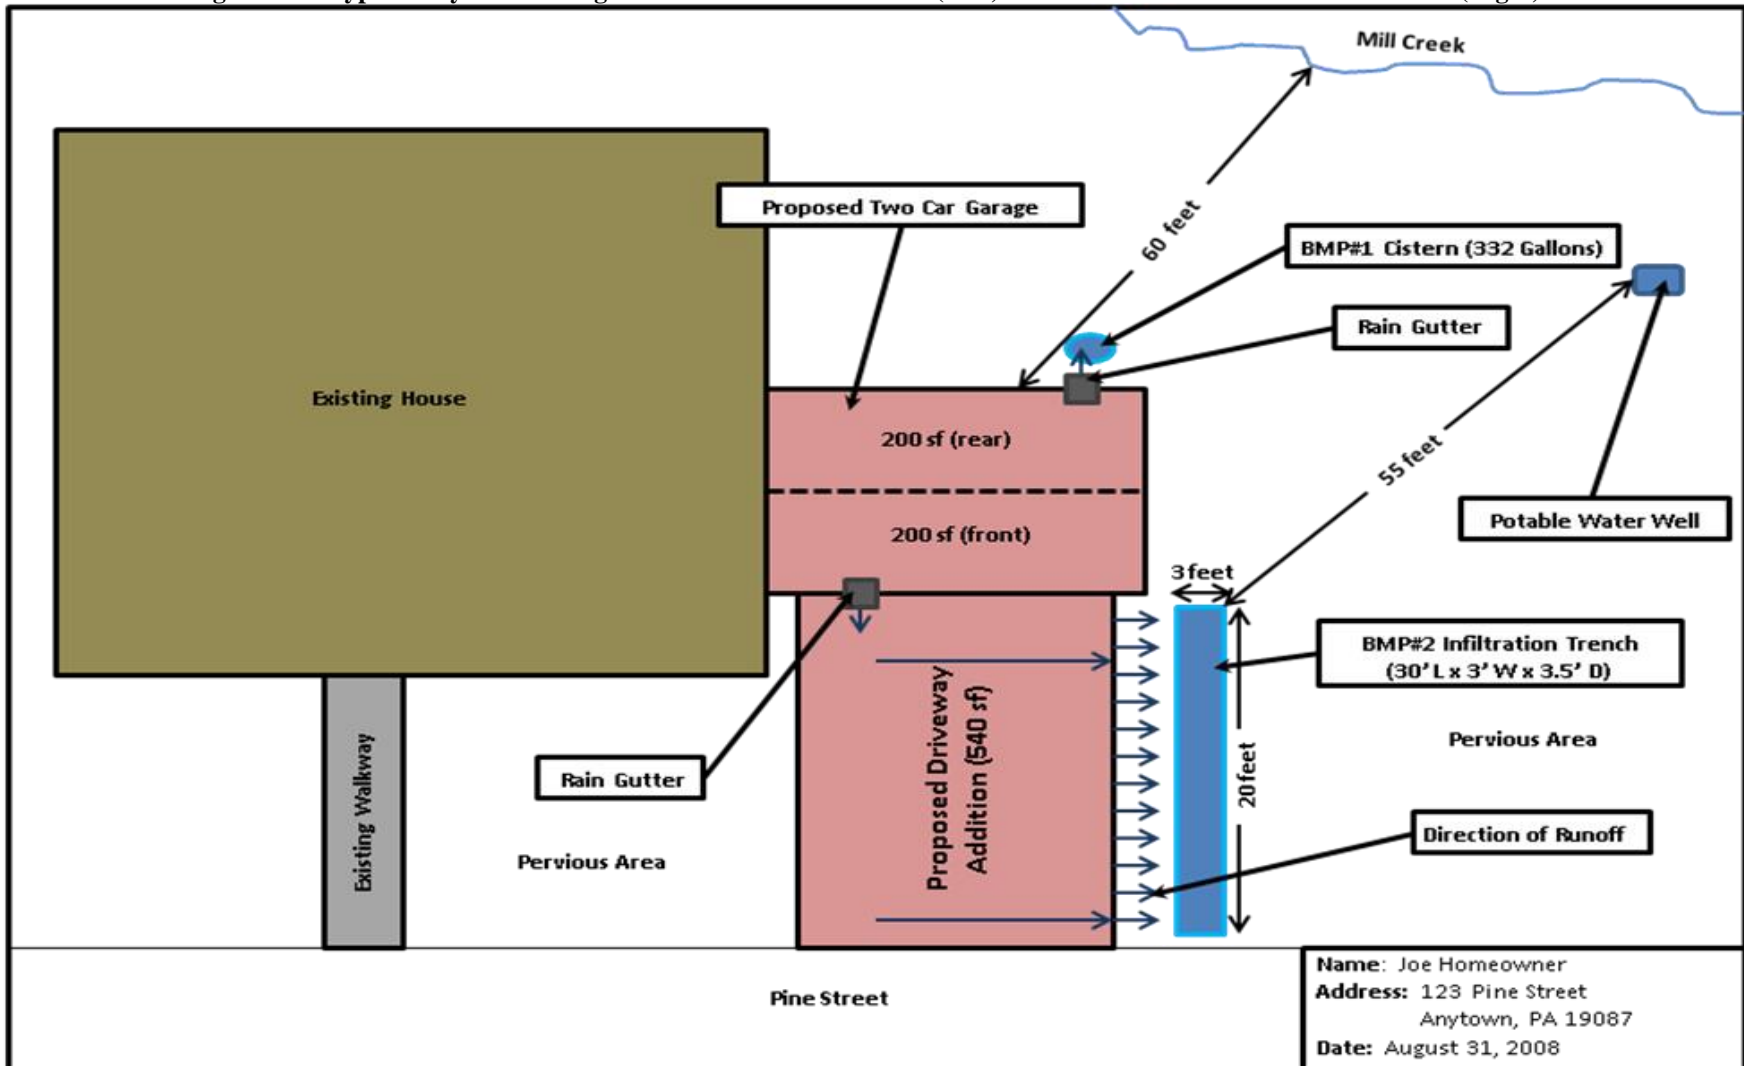 Mill Creek
Proposed Two Car Garage
60 feet
BMP#1 Cistern (332 Gallons)
Rain Gutter
Existing House
200 sf (rear)
55 feet
Potable Water Well
200 sf (front)
3 feet
BMP#2 Infiltration Trench
(30' L x 3' W x 3.5' D)
Proposed Driveway
Addition (540 sf)
20 feet
Pervious Area
Existing Walkway
Rain Gutter
Direction of Runoff
Pervious Area
Pine Street
Name: Joe Homeowner
Address: 123 Pine Street
Anytown, PA 19087
Date: August 31, 2008